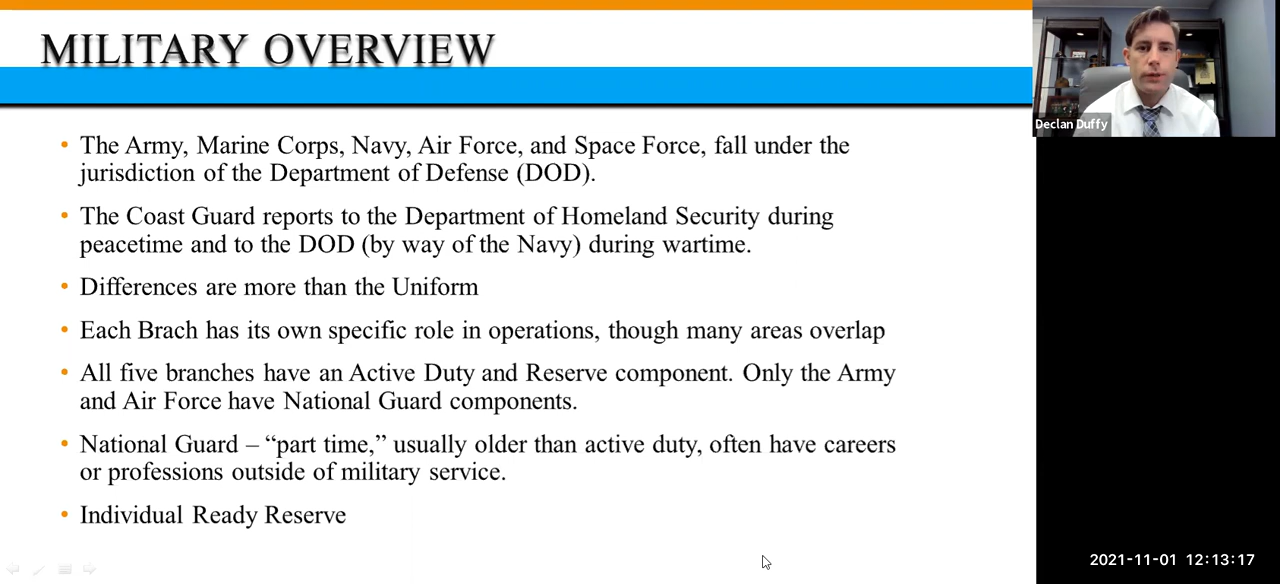 MILITARY OVERVIEW
• The Army, Marine Corps, Navy, Air Force, and Space Force, fall under the
jurisdiction of the Department of Defense (DOD).
• The Coast Guard reports to the Department of Homeland Security during
peacetime and to the DOD (by way of the Navy) during wartime.
• Differences are more than the Uniform
• Each Brach has its own specific role in operations, though many areas overlap
• All five branches have an Active Duty and Reserve component. Only the Army
and Air Force have National Guard components.
• National Guard – “part time,” usually older than active duty, often have careers
or professions outside of military service.
• Individual Ready Reserve
Declan Duffy
2021-11-01 12:13:17